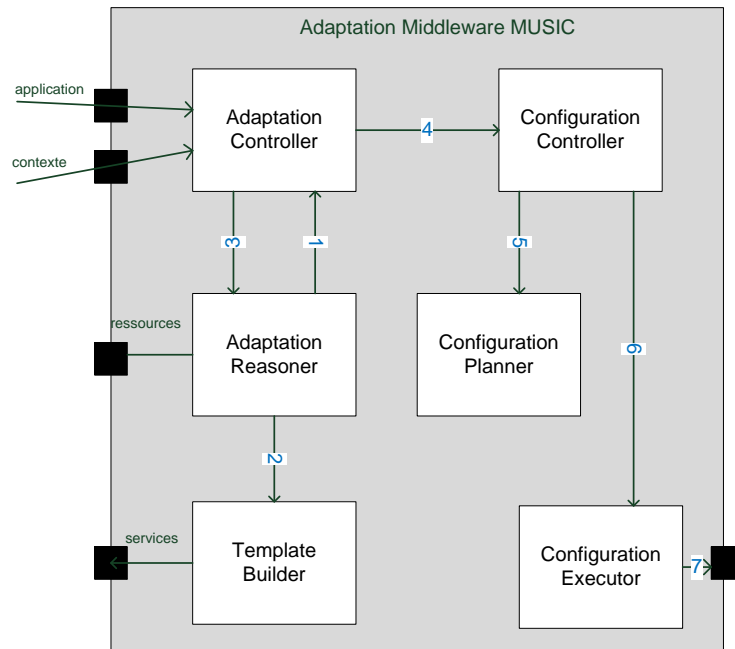 Adaptation Middleware MUSIC
application
Adaptation
Controller
4
Configuration
Controller
contexte
3
1
5
ressources
Adaptation
Reasoner
Configuration
Planner
6
2
services
Template
Builder
Configuration
Executor
7